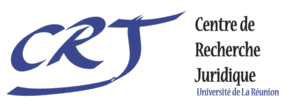 CRJ
Centre de
Recherche
Juridique
Université de La Réunion